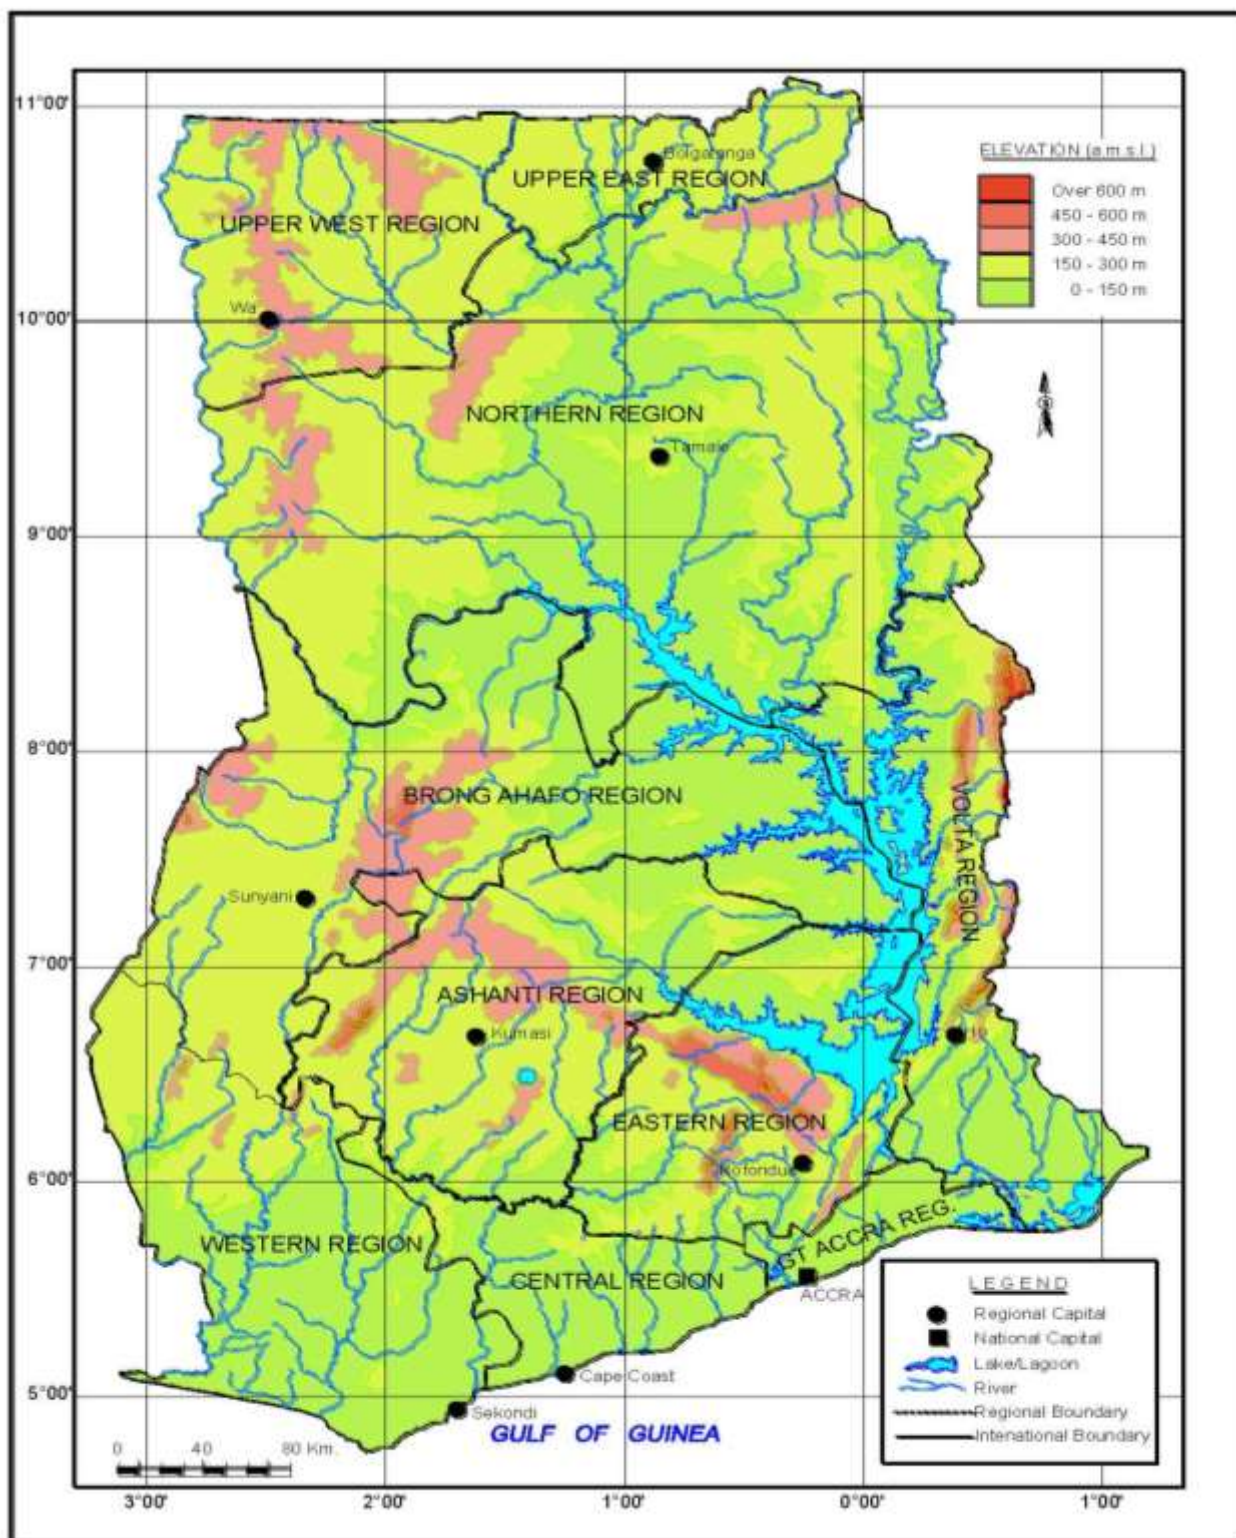 11°00'
Bolgatanga
UPPER EAST REGION
UPPER WEST REGION
ELEVATION (a.m.s.l.)
Over 600 m
450 - 600 m
300 - 450 m
150 - 300 m
0 - 150 m
Wa
10°00'
NORTHERN REGION
Tamale
9°00'
8°00'
BRONG AHAFO REGION
VOLTA REGION
Sunyani
7°00'
ASHANTI REGION
Kumasi
Ho
EASTERN REGION
Kofondua
6°00'
WESTERN REGION
GT ACCRA REG.
CENTRAL REGION
ACCRA
LEGEND
Regional Capital
National Capital
Lake/Lagoon
River
Regional Boundary
Intenational Boundary
5°00'
Cape Coast
Sekondi
GULF OF GUINEA
0 40 80 Km
3°00' 2°00' 1°00' 0°00' 1°00'